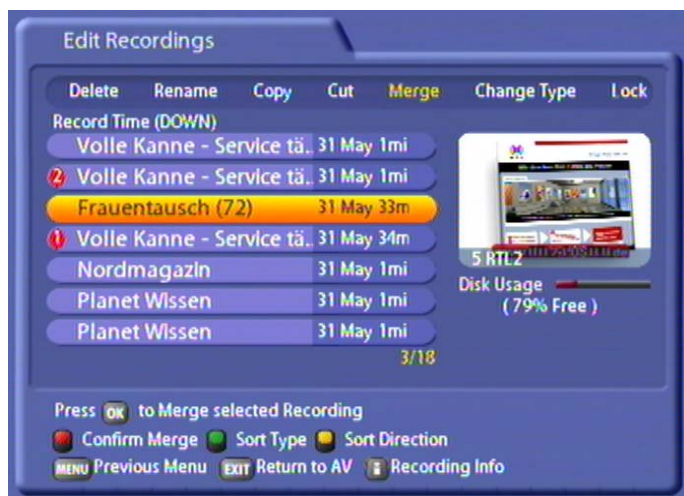 Edit Recordings
Delete Rename Copy Cut Merge Change Type Lock
Record Time (DOWN)
Volle Kanne - Service tä.. 31 May 1mi
2 Volle Kanne - Service tä.. 31 May 1mi
Frauentausch (72) 31 May 33m
1 Volle Kanne - Service tä.. 31 May 34m
Nordmagazin 31 May 1mi
Planet Wissen 31 May 1mi
Planet Wissen 31 May 1mi
3/18
5 RTL2
Disk Usage
( 79% Free )
Press OK to Merge selected Recording
Confirm Merge Sort Type Sort Direction
MENU Previous Menu EXIT Return to AV i Recording Info